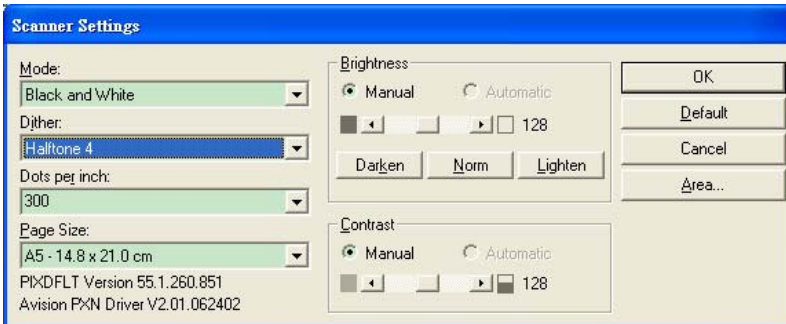 Scanner Settings
Mode:
Black and White
Dither:
Halftone 4
Dots per inch:
300
Page Size:
A5 - 14.8 x 21.0 cm
PIXDFLT Version 55.1.260.851
Avision PXN Driver V2.01.062402
Brightness
Manual Automatic
128
Darken Norm Lighten
Contrast
Manual Automatic
128
OK
Default
Cancel
Area...